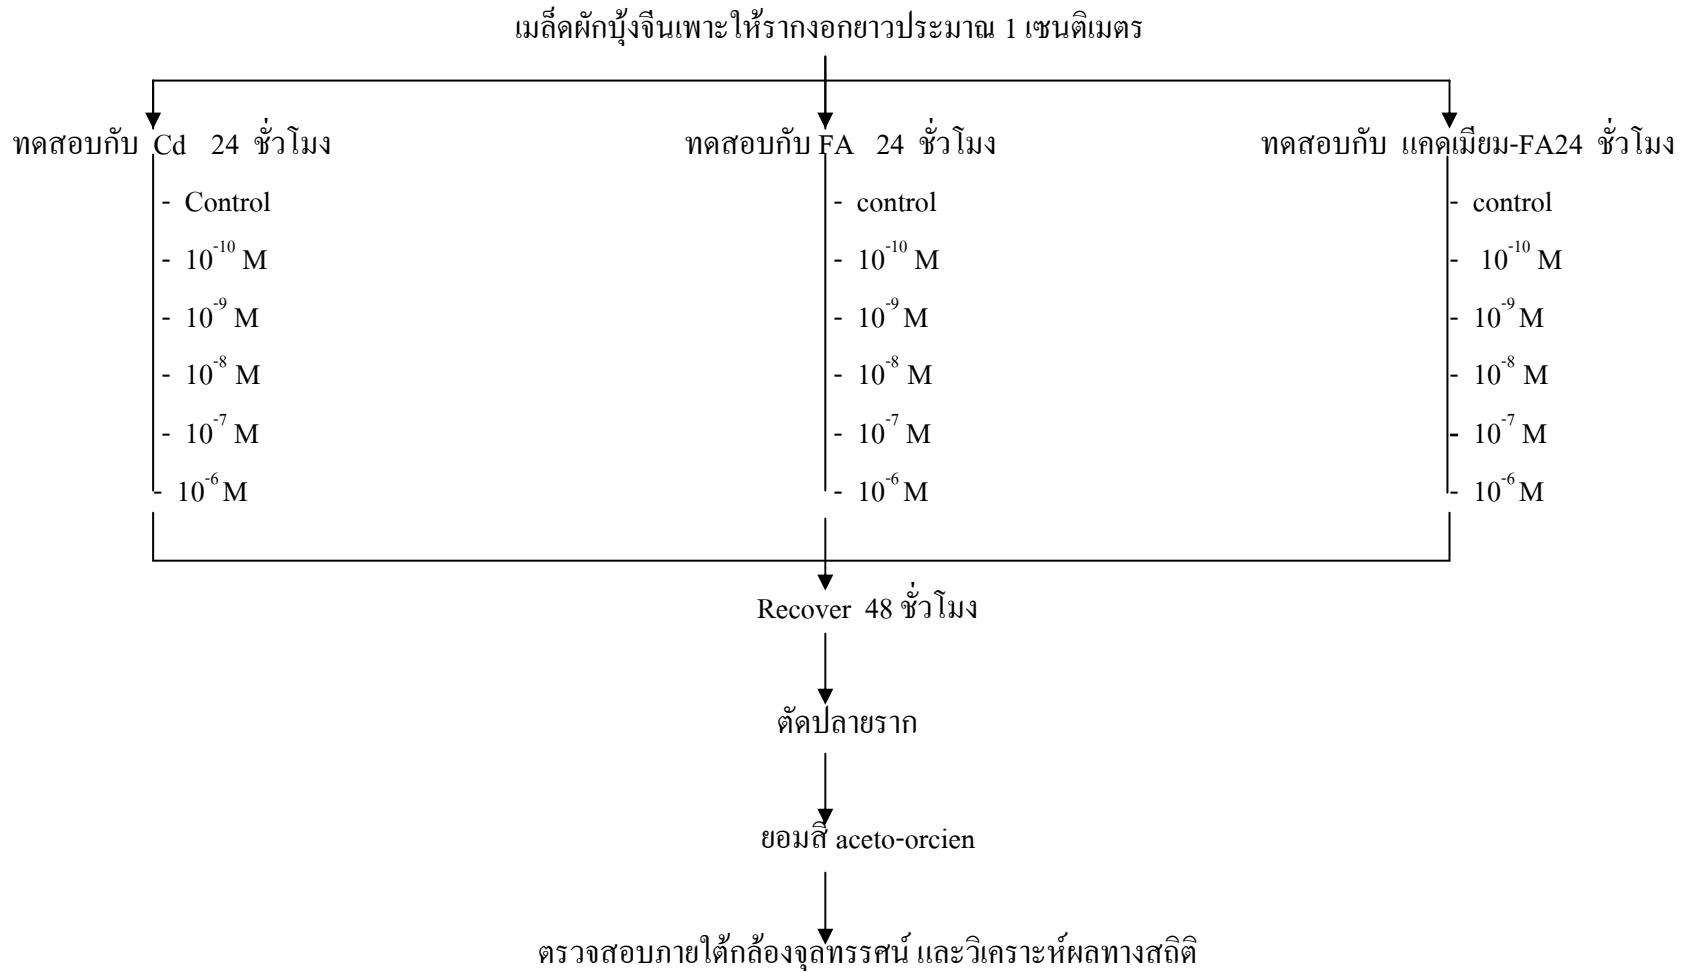 เมล็ดผักบุ้งจีนเพาะให้รากงอกยาวประมาณ 1 เซนติเมตร
ทดสอบกับ Cd 24 ชั่วโมง
- Control
- 10⁻¹⁰ M
- 10⁻⁹ M
- 10⁻⁸ M
- 10⁻⁷ M
- 10⁻⁶ M
ทดสอบกับ FA 24 ชั่วโมง
- control
- 10⁻¹⁰ M
- 10⁻⁹ M
- 10⁻⁸ M
- 10⁻⁷ M
- 10⁻⁶ M
ทดสอบกับ แคดเมียม-FA24 ชั่วโมง
- control
- 10⁻¹⁰ M
- 10⁻⁹ M
- 10⁻⁸ M
- 10⁻⁷ M
- 10⁻⁶ M
Recover 48 ชั่วโมง
ตัดปลายราก
ยอมสี aceto-orcien
ตรวจสอบภายใต้กล้องจุลทรรศน์ และวิเคราะห์ผลทางสถิติ